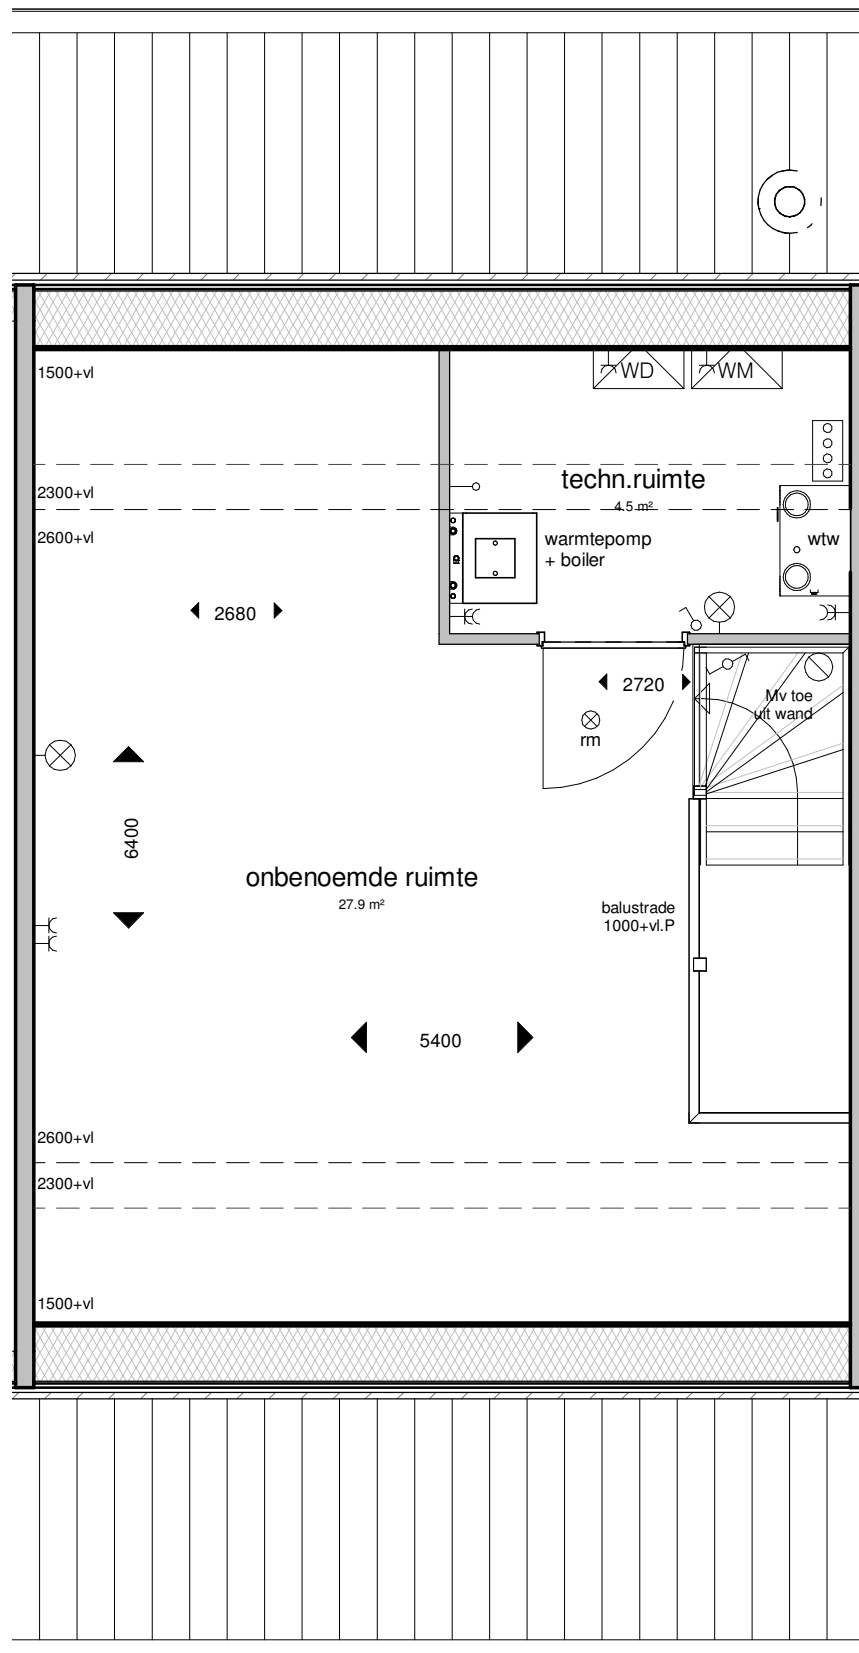 1500+vl
WD
WM
techn.ruimte
4.5 m²
2300+vl
2600+vl
warmtepomp
+ boiler
wtw
2680
2720
Mv toe
uit wand
rm
6400
onbenoemde ruimte
27.9 m²
balustrade
1000+vl.P
5400
2600+vl
2300+vl
1500+vl